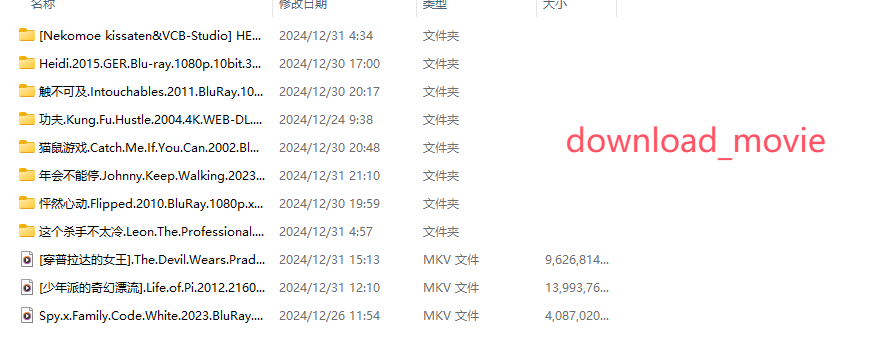 名称 修改日期 类型 大小
[Nekomoe kissaten&VCB-Studio] HE... 2024/12/31 4:34 文件夹
Heidi.2015.GER.Blu-ray.1080p.10bit.3... 2024/12/30 17:00 文件夹
触不可及.Intouchables.2011.BluRay.10... 2024/12/30 20:17 文件夹
功夫.Kung.Fu.Hustle.2004.4K.WEB-DL.... 2024/12/24 9:38 文件夹
download_movie
猫鼠游戏.Catch.Me.If.You.Can.2002.Bl... 2024/12/30 20:48 文件夹
年会不能停.Johnny.Keep.Walking.2023... 2024/12/31 21:10 文件夹
怦然心动.Flipped.2010.BluRay.1080p.x... 2024/12/30 19:59 文件夹
这个杀手不太冷.Leon.The.Professional.... 2024/12/31 4:57 文件夹
[穿普拉达的女王].The.Devil.Wears.Prad... 2024/12/31 15:13 MKV 文件 9,626,814...
[少年派的奇幻漂流].Life.of.Pi.2012.2160... 2024/12/31 12:10 MKV 文件 13,993,76...
Spy.x.Family.Code.White.2023.BluRay.... 2024/12/26 11:54 MKV 文件 4,087,020...